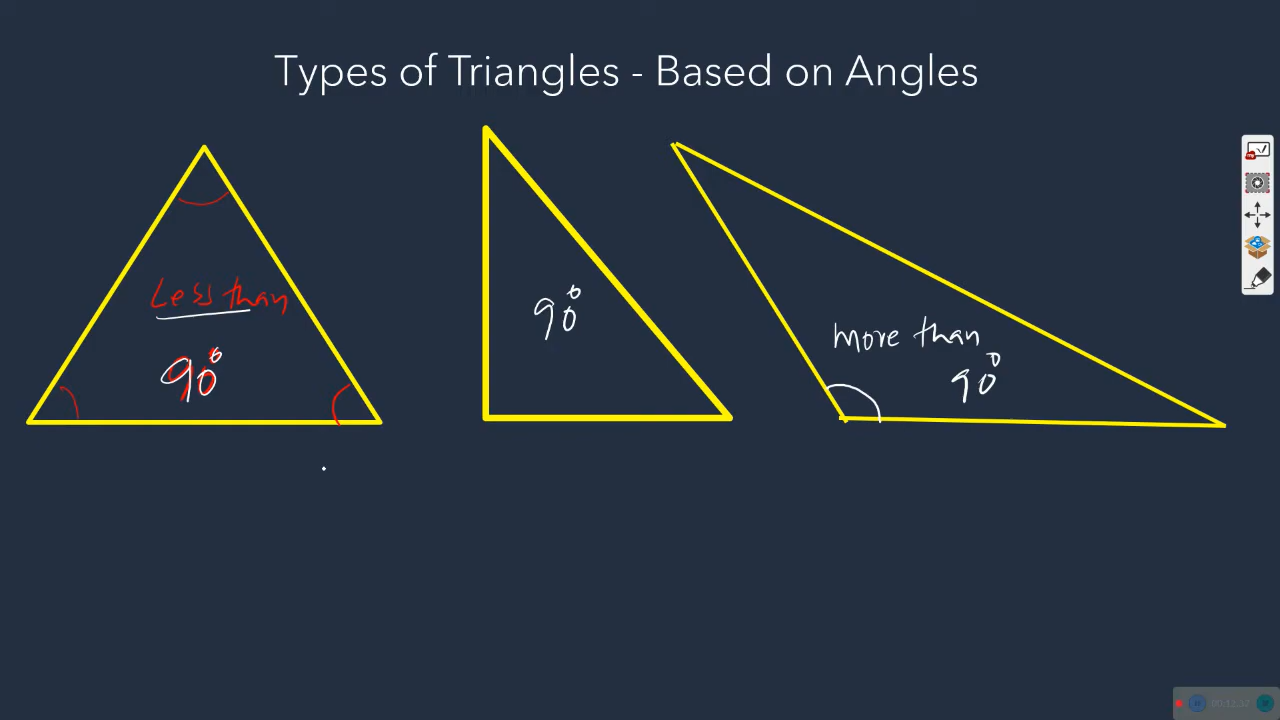 Types of Triangles - Based on Angles
Less than
90°
90°
more than
90°